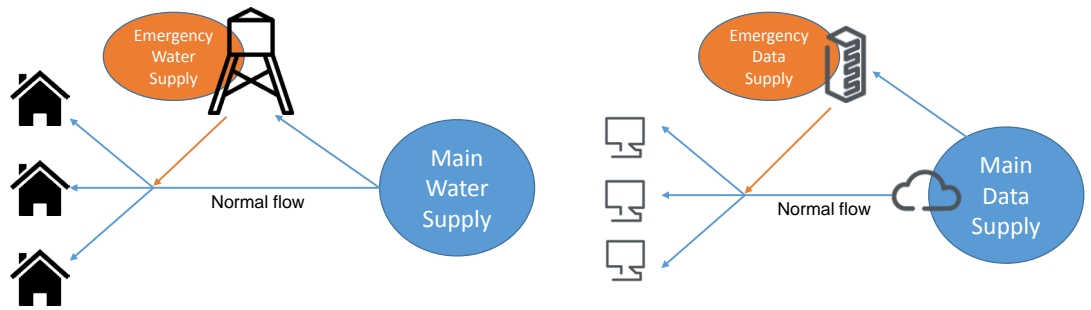 Emergency
Water
Supply
Main
Water
Supply
Normal flow
Emergency
Data
Supply
Main
Data
Supply
Normal flow